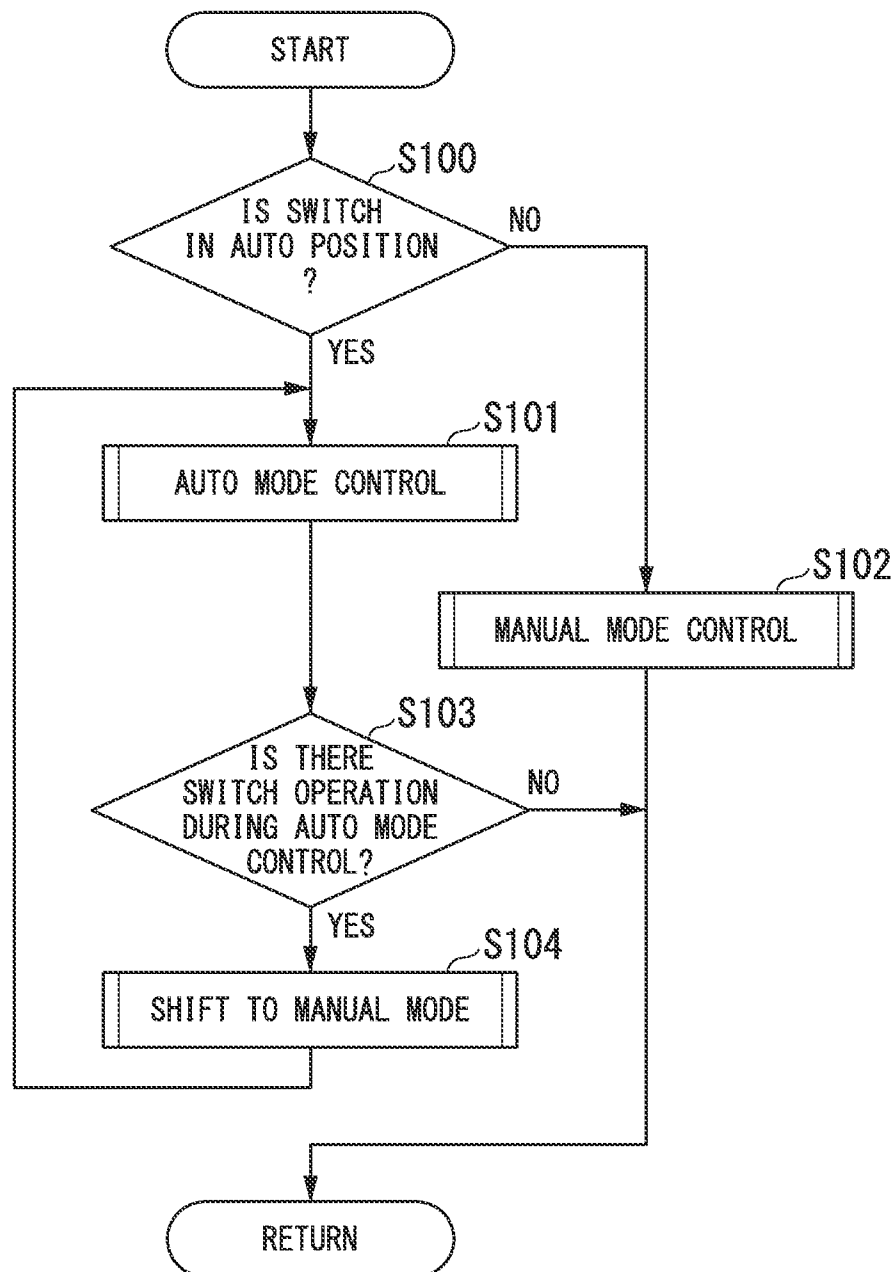 START
S100
IS SWITCH
IN AUTO POSITION
?
NO
YES
S101
AUTO MODE CONTROL
S102
MANUAL MODE CONTROL
S103
IS THERE
SWITCH OPERATION
DURING AUTO MODE
CONTROL?
NO
YES
S104
SHIFT TO MANUAL MODE
RETURN